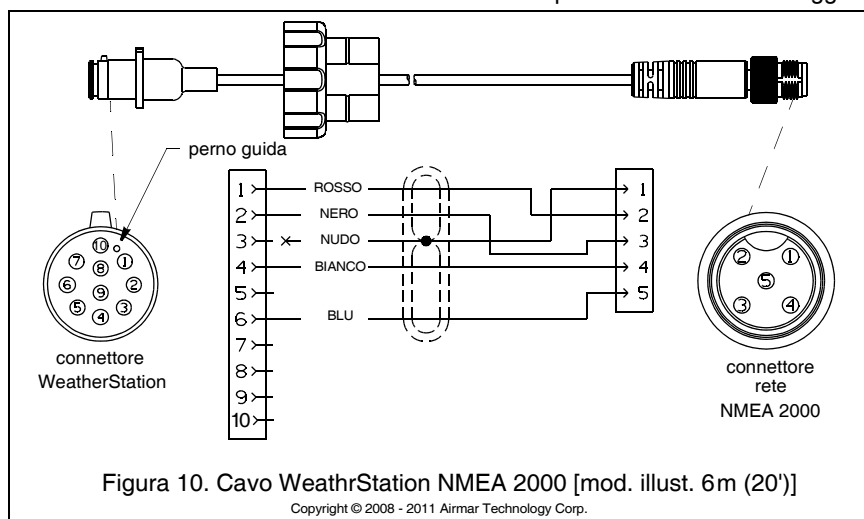 perno guida
1 ROSSO 1
2 NERO 2
3 NUDO 3
4 BIANCO 4
5 5
6 BLU
7
8
9
10
10
7 8 1
6 9 2
5 4 3
connettore
WeatherStation
2 1
5
3 4
connettore
rete
NMEA 2000
Figura 10. Cavo WeathrStation NMEA 2000 [mod. illust. 6m (20')]
Copyright © 2008 - 2011 Airmar Technology Corp.